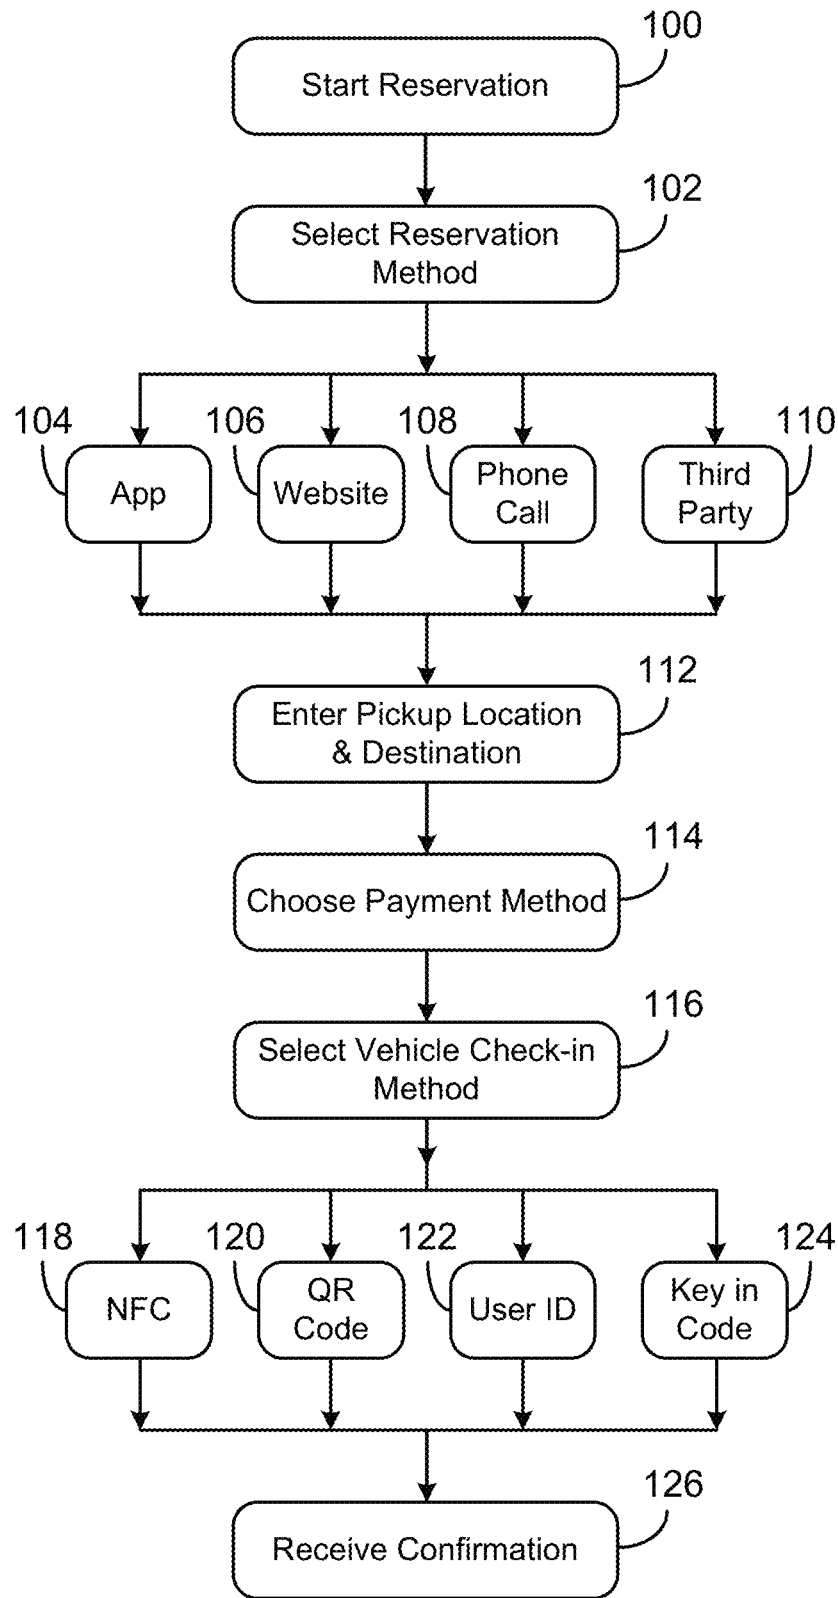 100
Start Reservation
102
Select Reservation
Method
104
106
108
110
App
Website
Phone
Call
Third
Party
112
Enter Pickup Location
& Destination
114
Choose Payment Method
116
Select Vehicle Check-in
Method
118
120
122
124
NFC
QR
Code
User ID
Key in
Code
126
Receive Confirmation